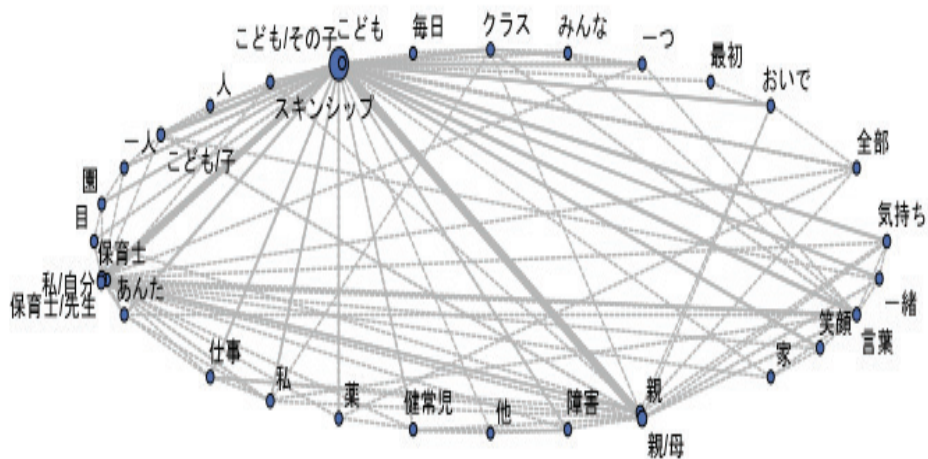 こども/その子
こども
毎日
クラス
みんな
一つ
最初
おいで
人
スキンシップ
一人
こども/子
全部
園
目
気持ち
保育士
私/自分
あんた
保育士/先生
一緒
笑顔
言葉
仕事
家
私
薬
健常児
他
障害
親
親/母